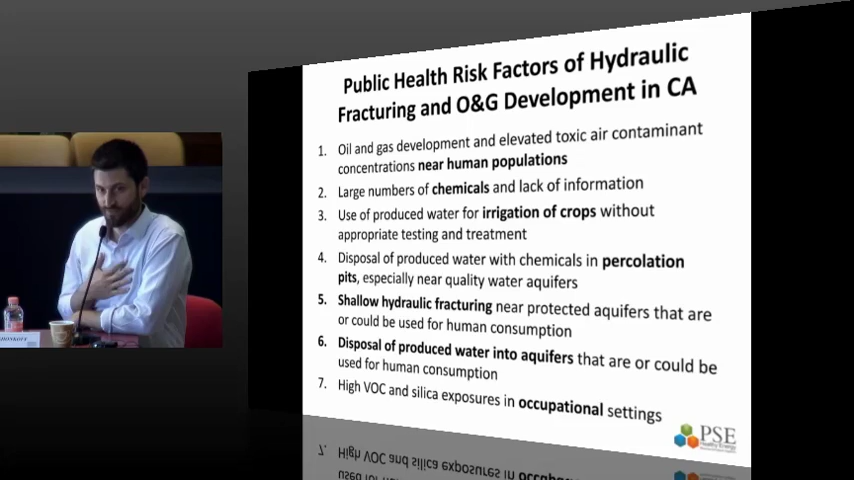 Public Health Risk Factors of Hydraulic
Fracturing and O&G Development in CA
1. Oil and gas development and elevated toxic air contaminant
concentrations near human populations
2. Large numbers of chemicals and lack of information
3. Use of produced water for irrigation of crops without
appropriate testing and treatment
4. Disposal of produced water with chemicals in percolation
pits, especially near quality water aquifers
5. Shallow hydraulic fracturing near protected aquifers that are
or could be used for human consumption
6. Disposal of produced water into aquifers that are or could be
used for human consumption
7. High VOC and silica exposures in occupational settings
PSE
Healthy Energy